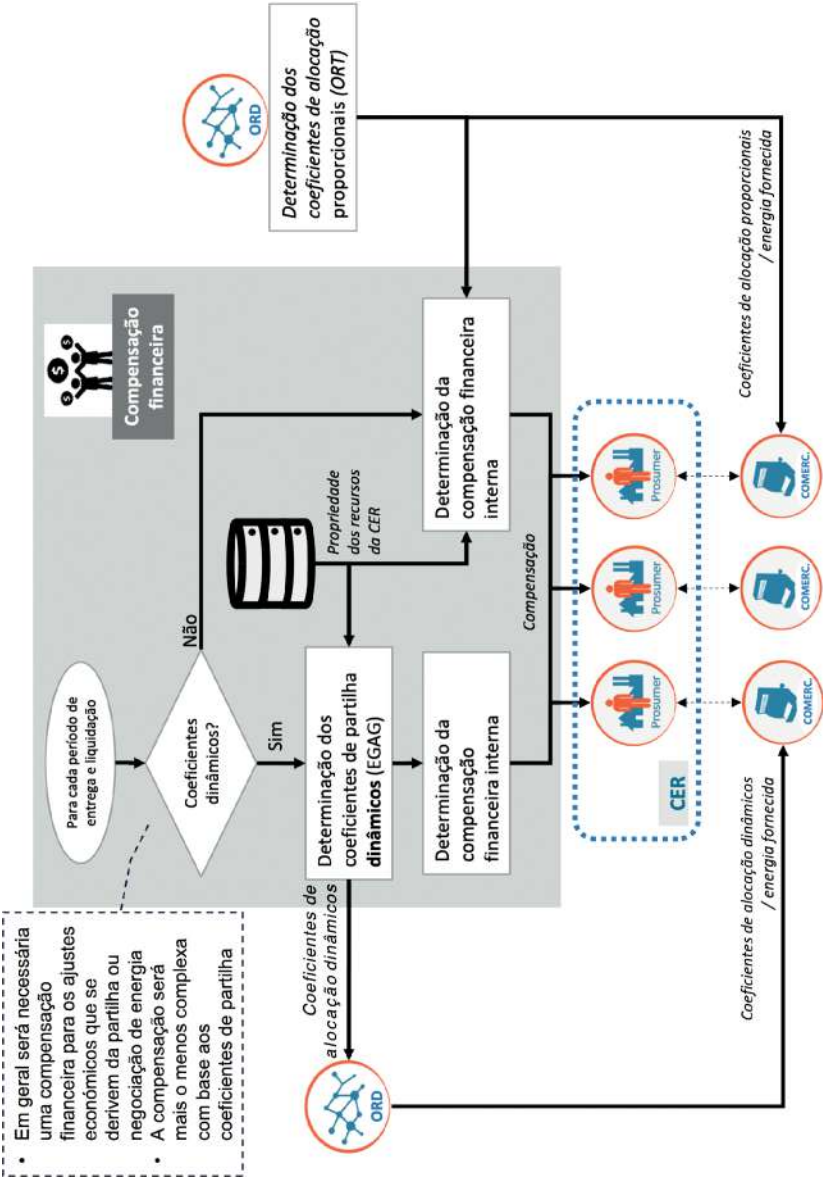 • Em geral será necessária
uma compensação
financeira para os ajustes
económicos que se
derivem da partilha ou
negociação de energia
• A compensação será
mais o menos complexa
com base aos
coeficientes de partilha
Para cada período de
entrega e liquidação
Compensação
financeira
Coeficientes
dinâmicos?
Não
Sim
ORD
Determinação dos
coeficientes de alocação
proporcionais (ORT)
Propriedade
dos recursos
da CER
Coeficientes de
alocação dinâmicos
Determinação dos
coeficientes de partilha
dinâmicos (EGAG)
ORD
Determinação da
compensação
financeira interna
Determinação da
compensação financeira
interna
Compensação
CER
Prosumer
Prosumer
Prosumer
Coeficientes de alocação dinâmicos
/ energia fornecida
Coeficientes de alocação proporcionais
/ energia fornecida
COMERC.
COMERC.
COMERC.